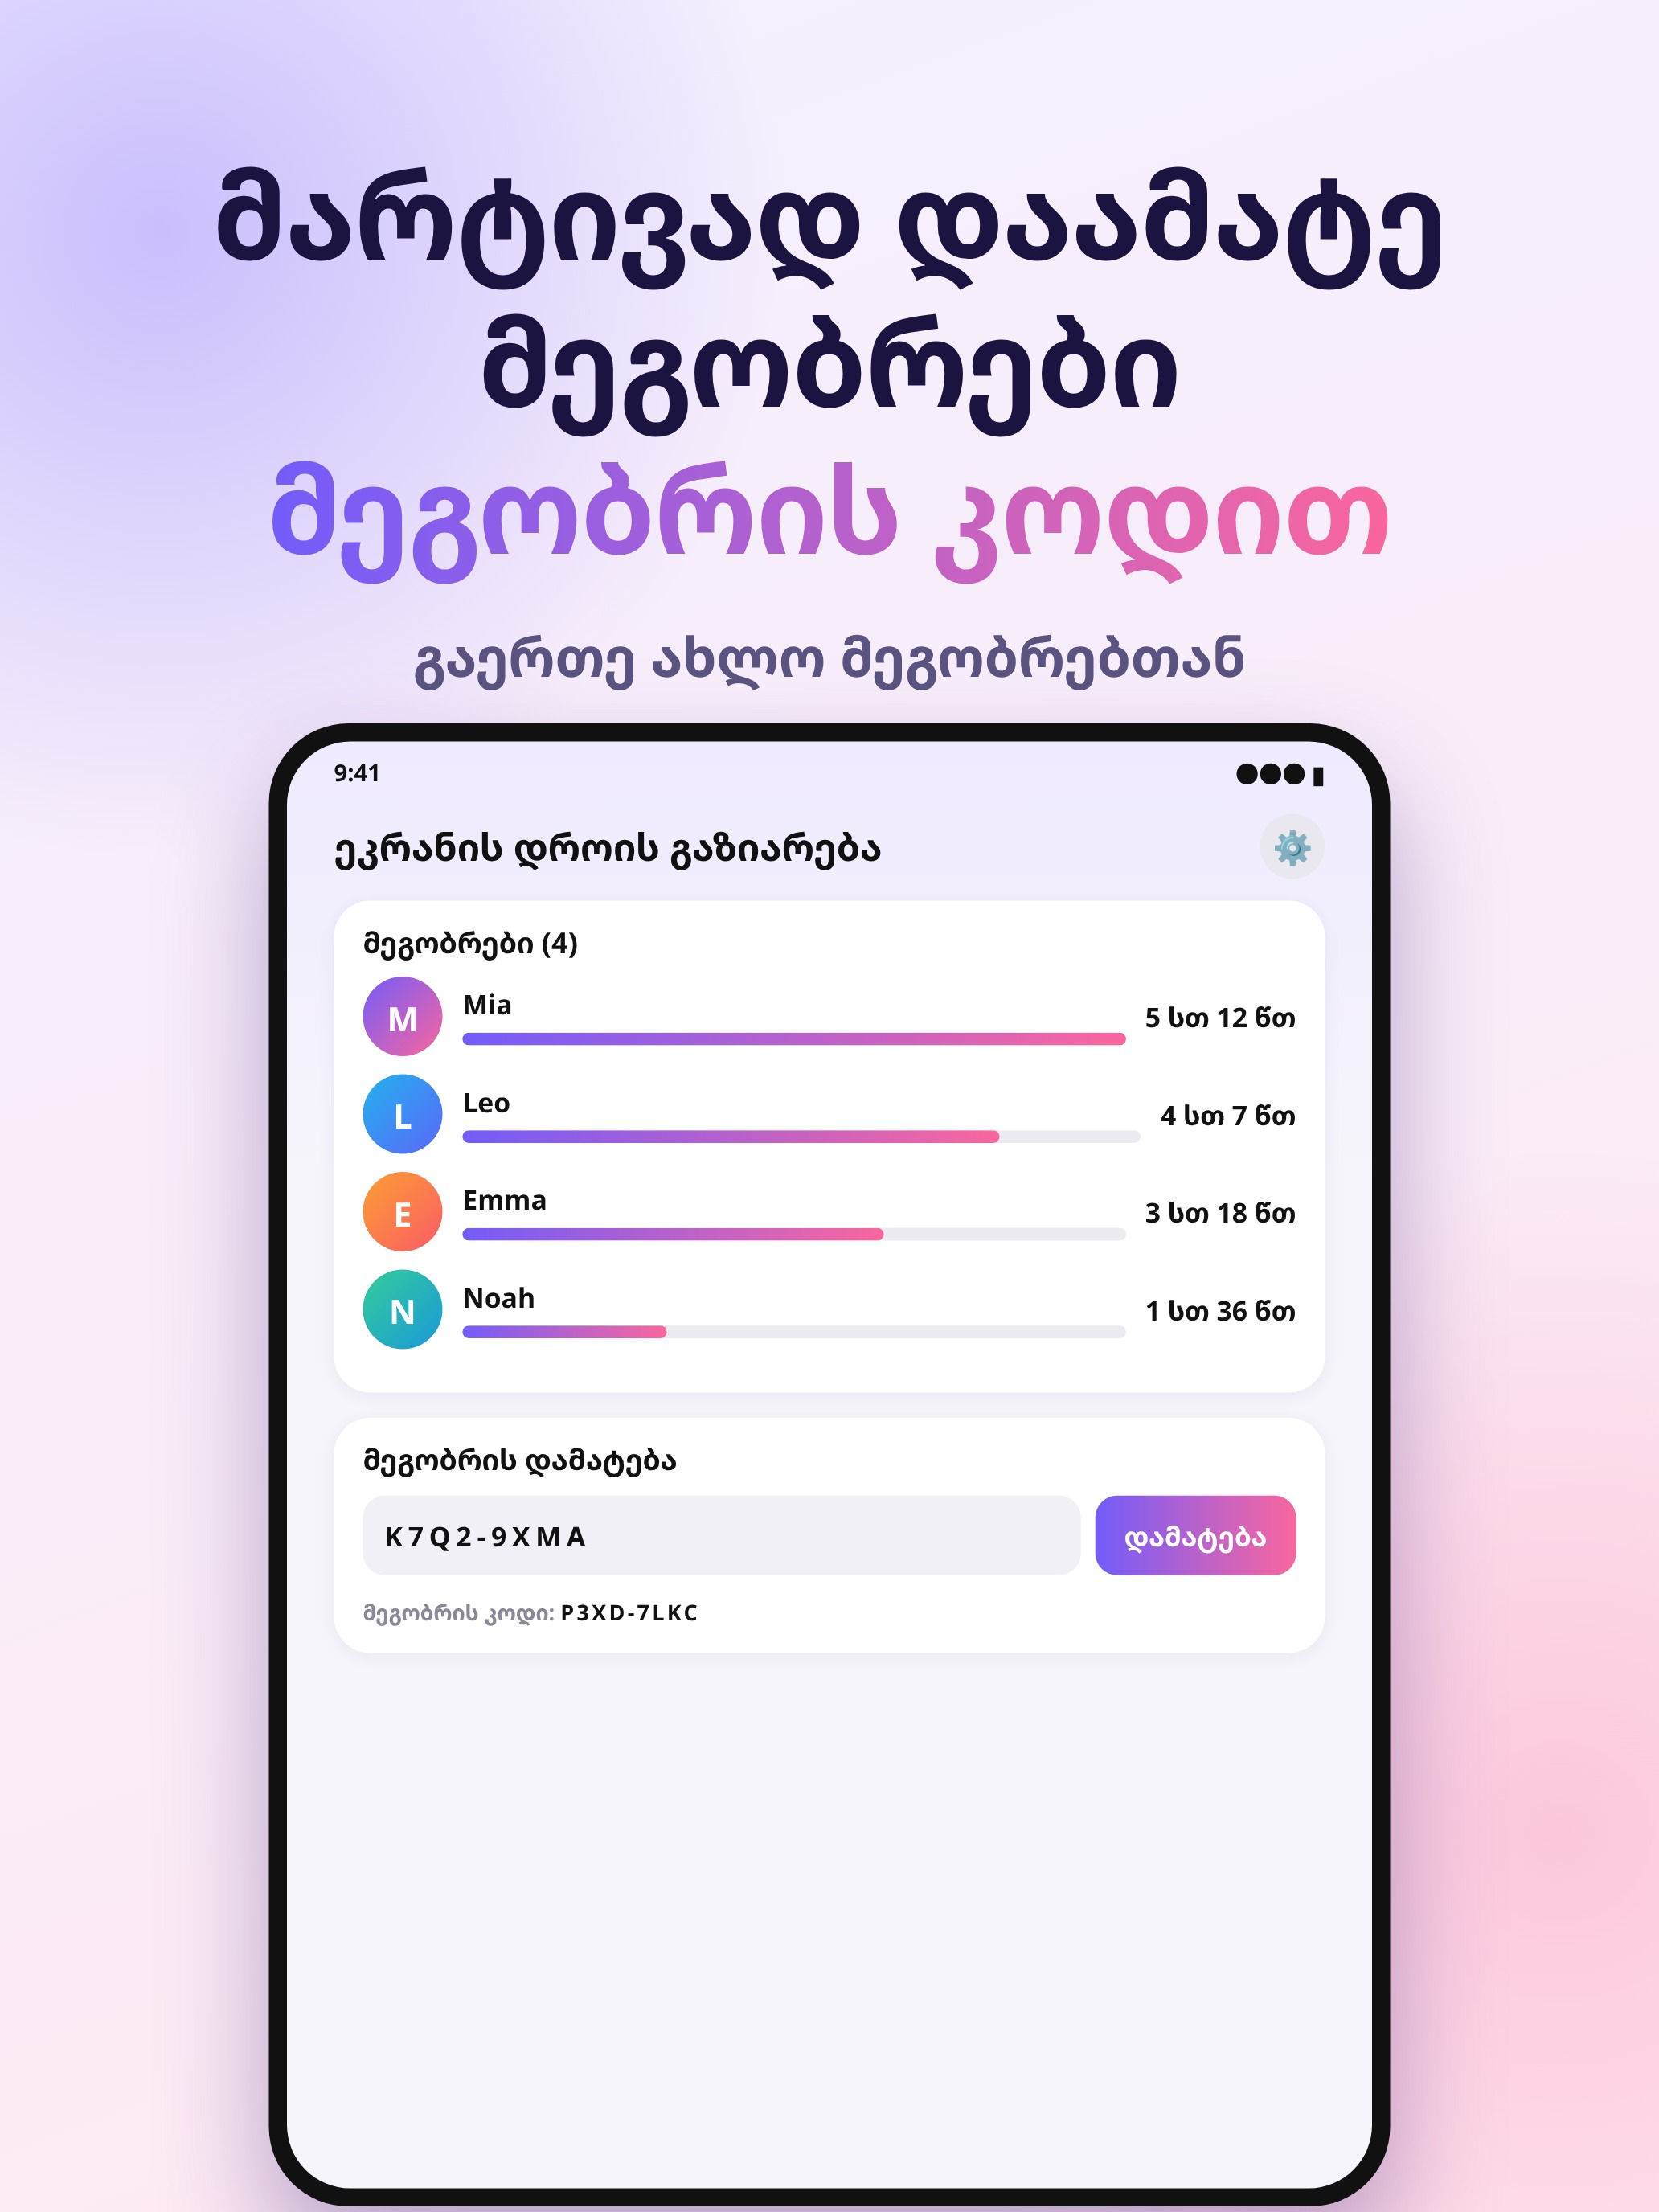 მარტივად დაამატე
მეგობრები
მეგობრის კოდით
გაერთე ახლო მეგობრებთან
9:41
ეკრანის დროის გაზიარება
მეგობრები (4)
M
Mia
5 სთ 12 წთ
L
Leo
4 სთ 7 წთ
E
Emma
3 სთ 18 წთ
N
Noah
1 სთ 36 წთ
მეგობრის დამატება
K7Q2-9XMA
დამატება
მეგობრის კოდი: P3XD-7LKC